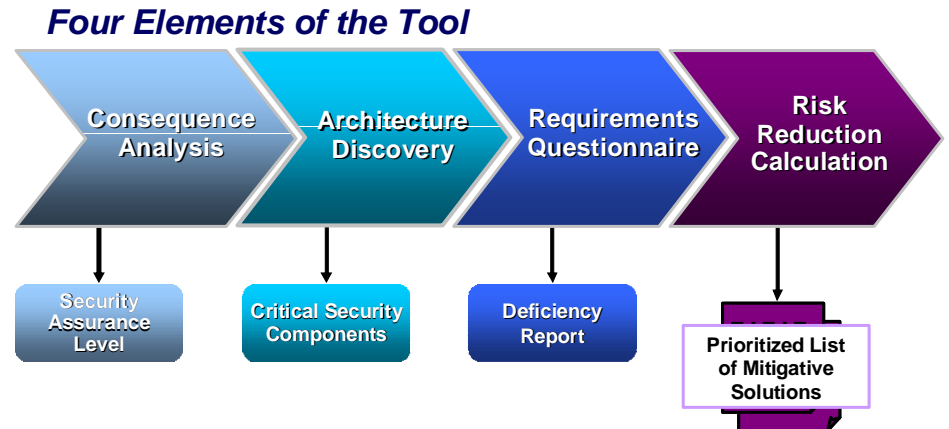 Four Elements of the Tool
Consequence
Analysis
Architecture
Discovery
Requirements
Questionnaire
Risk
Reduction
Calculation
Security
Assurance
Level
Critical Security
Components
Deficiency
Report
Prioritized List
of Mitigative
Solutions